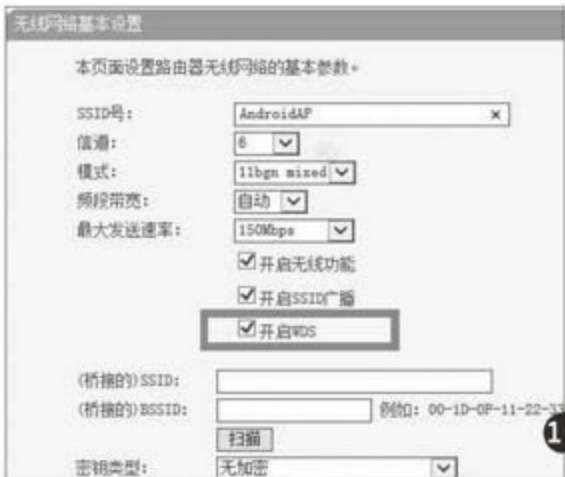 无线网络基本设置
本页面设置路由器无线网络的基本参数。
SSID号： AndroidAP ×
信道： 6
模式： 11bgn mixed
频段带宽： 自动
最大发送速率： 150Mbps
开启无线功能
开启SSID广播
开启WDS
(桥接的)SSID：
(桥接的)BSSID： 例如：00-1D-0F-11-22-33
扫描
密钥类型： 无加密
1